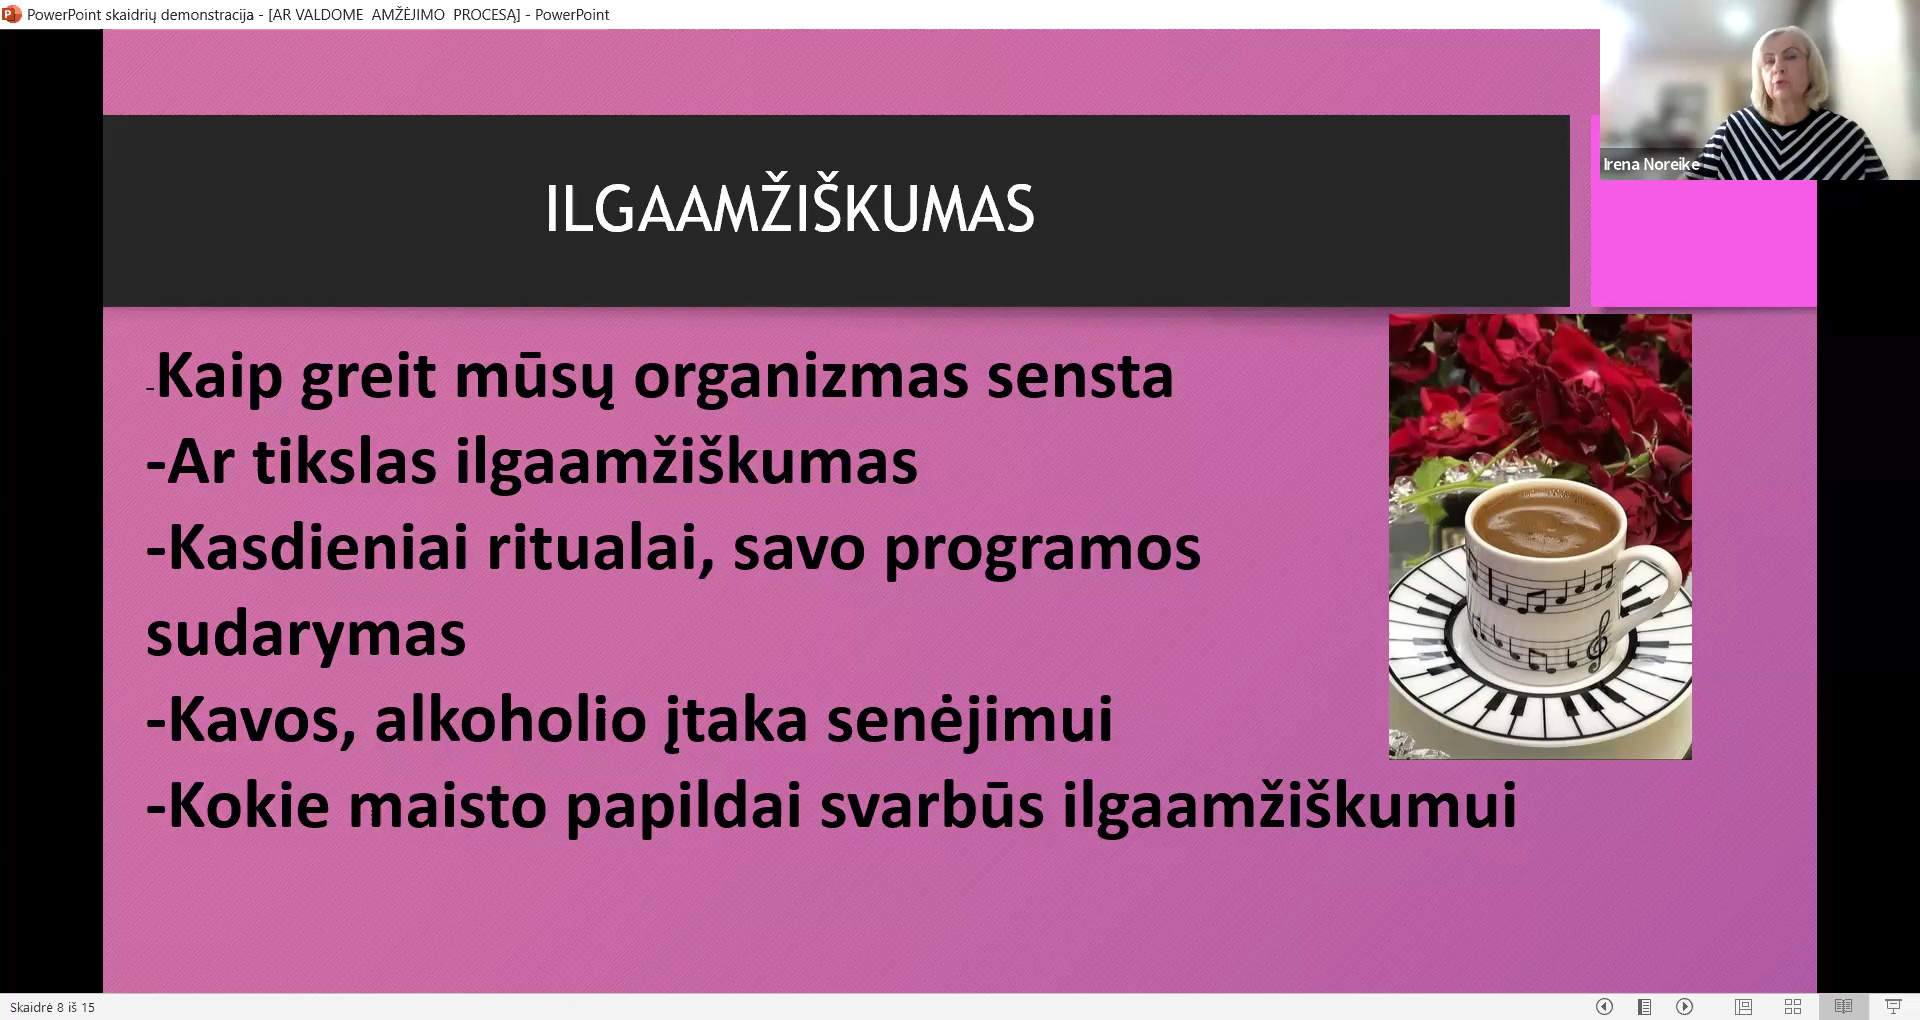 PowerPoint skaidrių demonstracija - [AR VALDOME AMŽĖJIMO PROCESĄ] - PowerPoint
Irena Noreike
ILGAAMŽIŠKUMAS
-Kaip greit mūsų organizmas sensta
-Ar tikslas ilgaamžiškumas
-Kasdieniai ritualai, savo programos
sudarymas
-Kavos, alkoholio įtaka senėjimui
-Kokie maisto papildai svarbūs ilgaamžiškumui
Skaidrė 8 iš 15